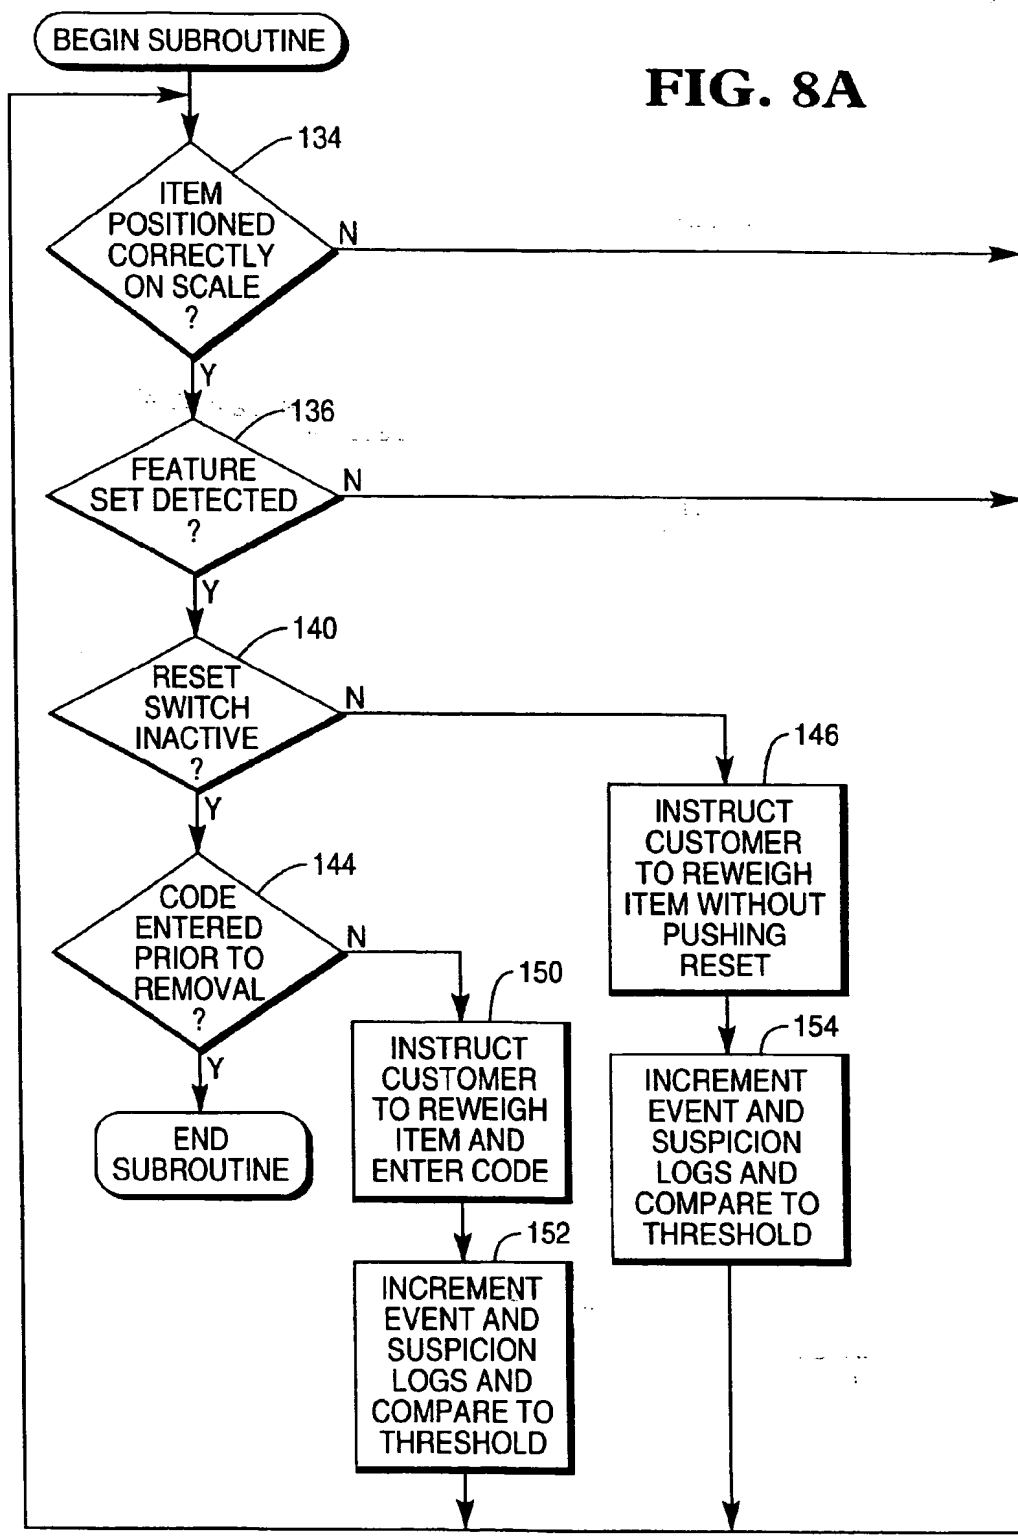 BEGIN SUBROUTINE
FIG. 8A
134
ITEM
POSITIONED
CORRECTLY
ON SCALE
?
N
Y
136
FEATURE
SET DETECTED
?
N
Y
140
RESET
SWITCH
INACTIVE
?
N
Y
146
INSTRUCT
CUSTOMER
TO REWEIGH
ITEM WITHOUT
PUSHING
RESET
144
CODE
ENTERED
PRIOR TO
REMOVAL
?
N
Y
150
INSTRUCT
CUSTOMER
TO REWEIGH
ITEM AND
ENTER CODE
154
INCREMENT
EVENT AND
SUSPICION
LOGS AND
COMPARE TO
THRESHOLD
END
SUBROUTINE
152
INCREMENT
EVENT AND
SUSPICION
LOGS AND
COMPARE TO
THRESHOLD